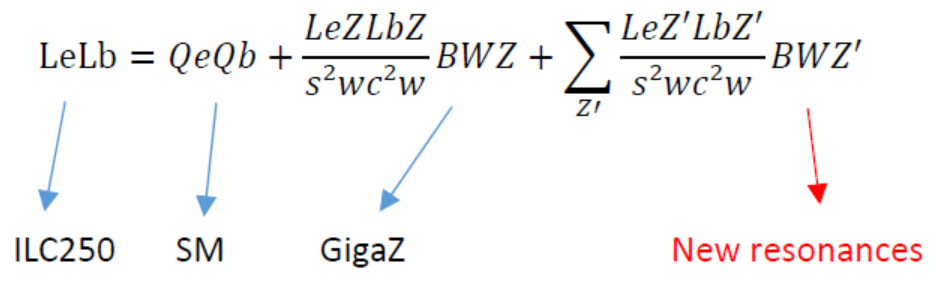 LeLb = QeQb + LeZLbZ / s²wc²w BWZ + ∑ Z′ LeZ′LbZ′ / s²wc²w BWZ′
ILC250 SM GigaZ New resonances